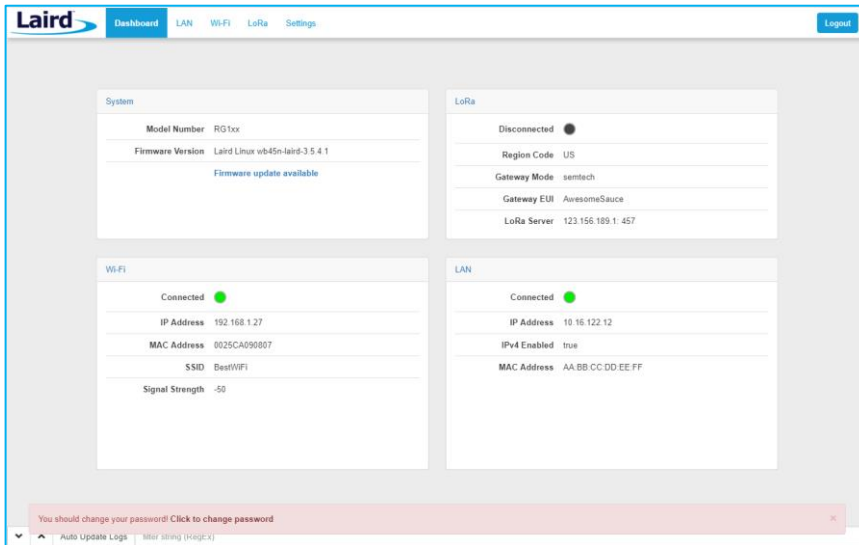 Laird
Dashboard LAN Wi-Fi LoRa Settings Logout
System
Model Number RG1xx
Firmware Version Laird Linux wb45n-laird-3.5.4.1
Firmware update available
LoRa
Disconnected
Region Code US
Gateway Mode semtech
Gateway EUI AwesomeSauce
LoRa Server 123.156.189.1: 457
Wi-Fi
Connected
IP Address 192.168.1.27
MAC Address 0025CA090807
SSID BestWiFi
Signal Strength -50
LAN
Connected
IP Address 10.16.122.12
IPv4 Enabled true
MAC Address AA:BB:CC:DD:EE:FF
You should change your password! Click to change password ×
Auto Update Logs filter string (RegEx)